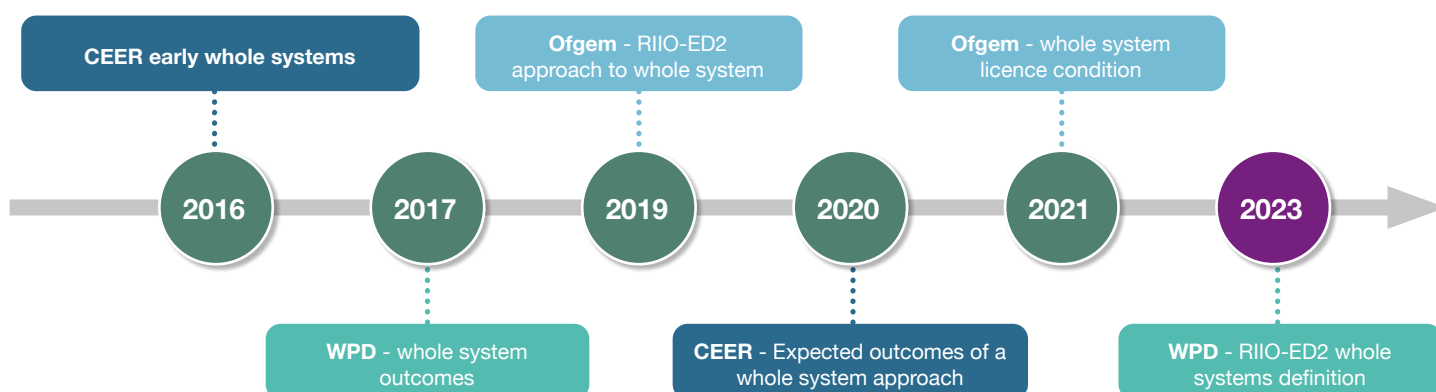 CEER early whole systems
Ofgem - RIIO-ED2
approach to whole system
Ofgem - whole system
licence condition
2016
2017
2019
2020
2021
2023
WPD - whole system
outcomes
CEER - Expected outcomes of a
whole system approach
WPD - RIIO-ED2 whole
systems definition